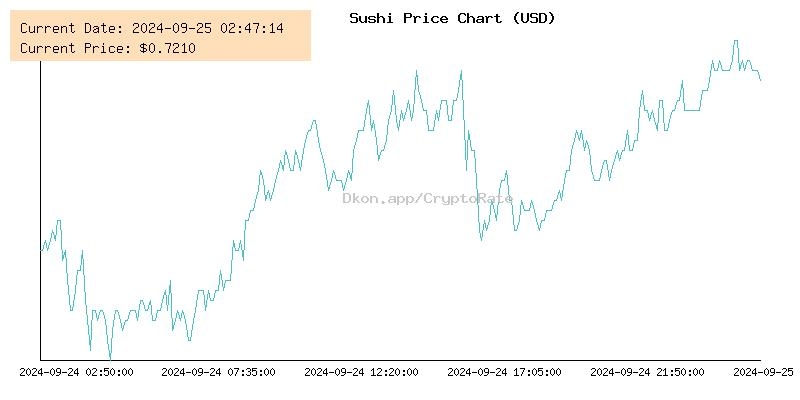 Sushi Price Chart (USD)
Current Date: 2024-09-25 02:47:14
Current Price: $0.7210
Dkon.app/CryptoRate
2024-09-24 02:50:00 2024-09-24 07:35:00 2024-09-24 12:20:00 2024-09-24 17:05:00 2024-09-24 21:50:00 2024-09-25